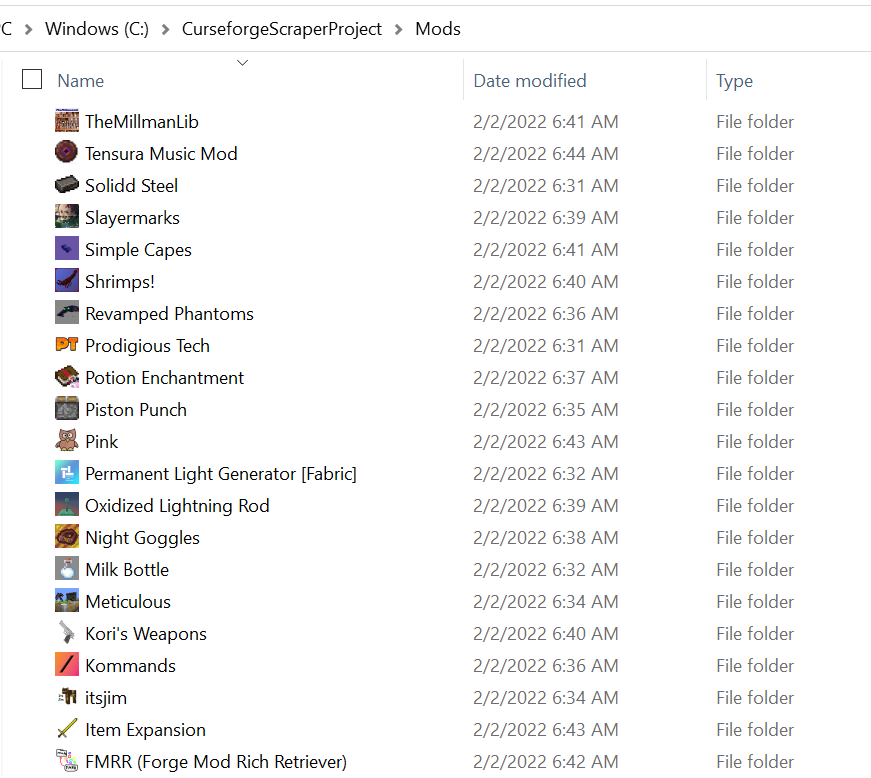 C > Windows (C:) > CurseforgeScraperProject > Mods
Name Date modified Type
TheMillmanLib 2/2/2022 6:41 AM File folder
Tensura Music Mod 2/2/2022 6:44 AM File folder
Solidd Steel 2/2/2022 6:31 AM File folder
Slayermarks 2/2/2022 6:39 AM File folder
Simple Capes 2/2/2022 6:41 AM File folder
Shrimps! 2/2/2022 6:40 AM File folder
Revamped Phantoms 2/2/2022 6:36 AM File folder
PT Prodigious Tech 2/2/2022 6:31 AM File folder
Potion Enchantment 2/2/2022 6:37 AM File folder
Piston Punch 2/2/2022 6:35 AM File folder
Pink 2/2/2022 6:43 AM File folder
Permanent Light Generator [Fabric] 2/2/2022 6:32 AM File folder
Oxidized Lightning Rod 2/2/2022 6:39 AM File folder
Night Goggles 2/2/2022 6:38 AM File folder
Milk Bottle 2/2/2022 6:32 AM File folder
Meticulous 2/2/2022 6:34 AM File folder
Kori's Weapons 2/2/2022 6:40 AM File folder
Kommands 2/2/2022 6:36 AM File folder
itsjim 2/2/2022 6:34 AM File folder
Item Expansion 2/2/2022 6:43 AM File folder
FMRR (Forge Mod Rich Retriever) 2/2/2022 6:42 AM File folder